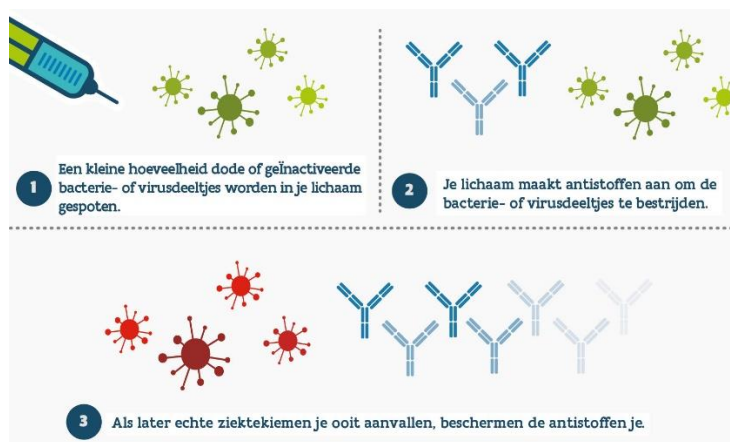 1
Een kleine hoeveelheid dode of geÏnactiveerde
bacterie- of virusdeeltjes worden in je lichaam
gespoten.
2
Je lichaam maakt antistoffen aan om de
bacterie- of virusdeeltjes te bestrijden.
3
Als later echte ziektekiemen je ooit aanvallen, beschermen de antistoffen je.